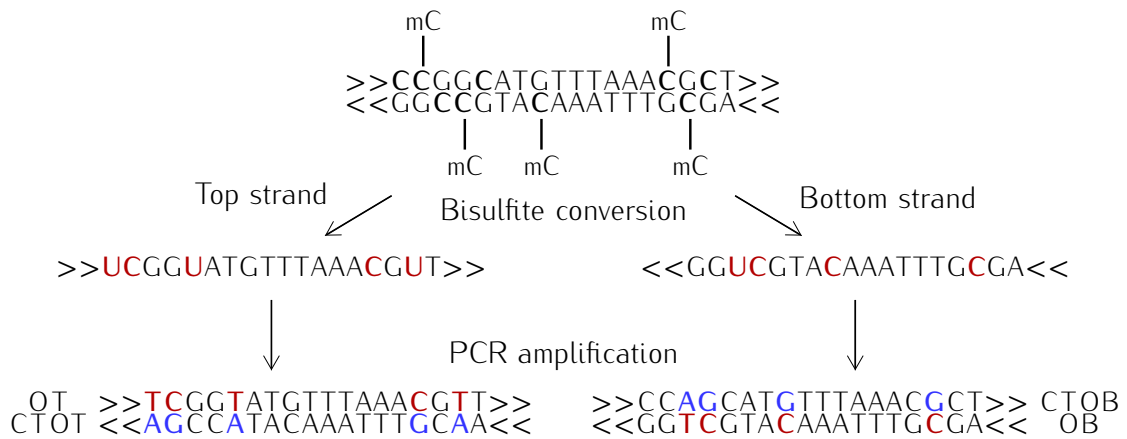 mC mC
>>CCGGCATGTTTAAACGCT>>
<<GGCCGTACAAATTTGCGA<<
mC mC mC
Top strand Bisulfite conversion Bottom strand
>>UCGGUATGTTTAAACGUT>> <<GGUCGTACAAATTTGCGA<<
PCR amplification
OT >>TCGGTATGTTTAAACGTT>> >>CCAGCATGTTTAAACGCT>> CTOB
CTOT <<AGCCATACAAATTTGCAA<< <<GGTCGTACAAATTTGCGA<< OB